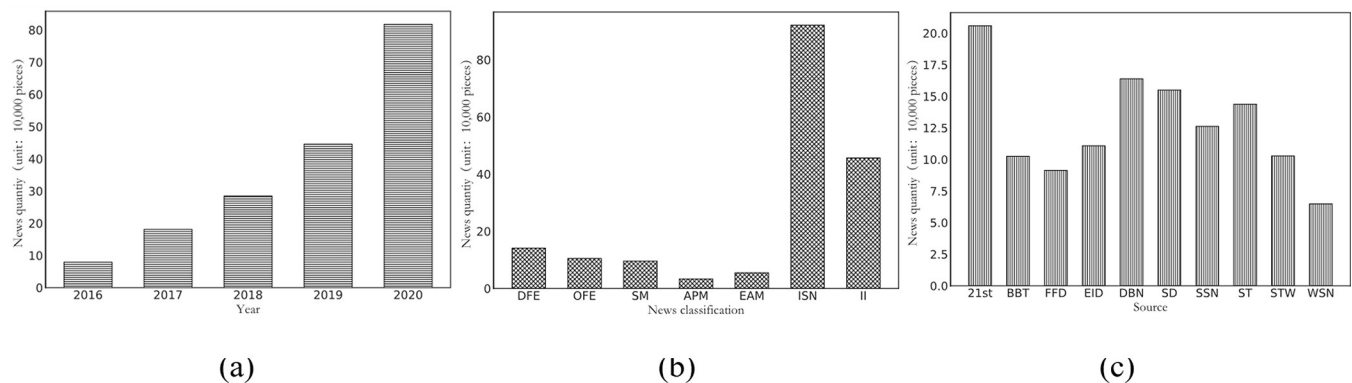 80
70
60
50
40
30
20
10
0
News quantity (unit: 10,000 pieces)
2016 2017 2018 2019 2020
Year
(a)
80
60
40
20
0
News quantiy (unit: 10,000 pieces)
DFE OFE SM APM EAM ISN II
News classification
(b)
20.0
17.5
15.0
12.5
10.0
7.5
5.0
2.5
0.0
News quantiy (unit: 10,000 pieces)
21st BBT FFD EID DBN SD SSN ST STW WSN
Source
(c)